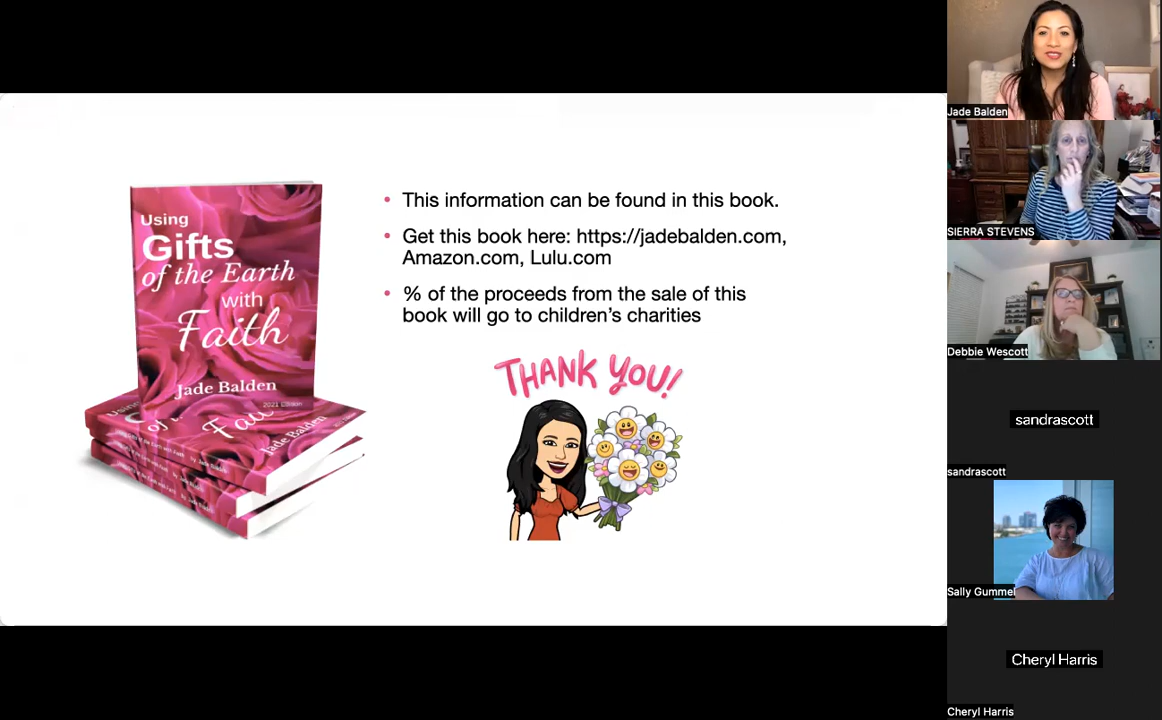 Using
Gifts
of the Earth
with
Faith
Jade Balden
2021 Edition
• This information can be found in this book.
• Get this book here: https://jadebalden.com,
Amazon.com, Lulu.com
• % of the proceeds from the sale of this
book will go to children's charities
THANK YOU!
Jade Balden
SIERRA STEVENS
Debbie Wescott
sandrascott
sandrascott
Sally Gummel
Cheryl Harris
Cheryl Harris